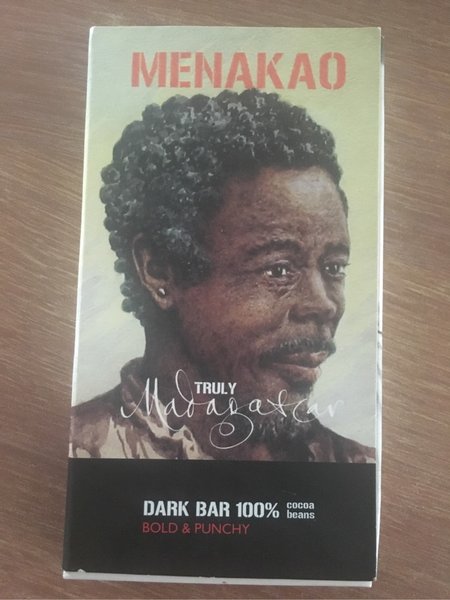 MENAKAO
TRULY
Madagascar
DARK BAR 100% cocoa
beans
BOLD & PUNCHY